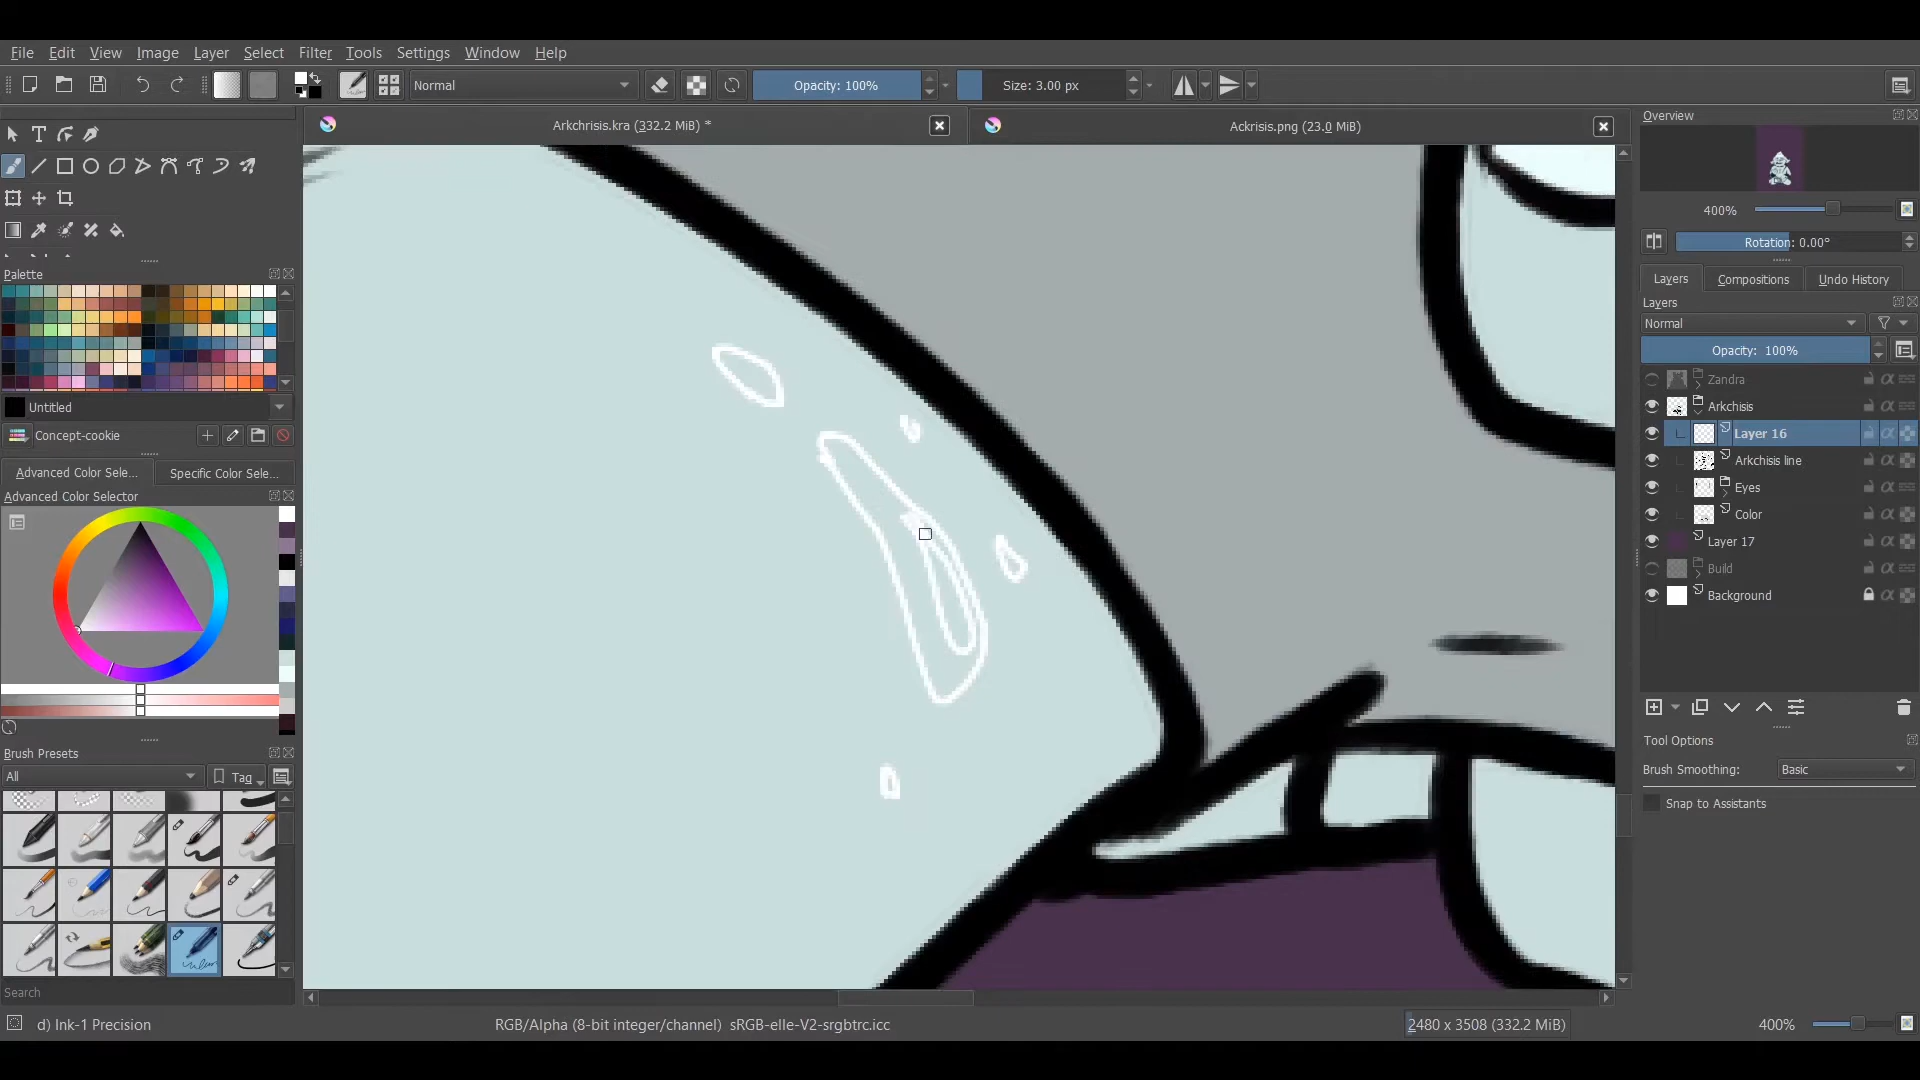 File Edit View Image Layer Select Filter Tools Settings Window Help
Normal Opacity: 100% Size: 3.00 px
Arkchrisis.kra (332.2 MiB) *
Ackrisis.png (23.0 MiB)
Overview
400%
Rotation: 0.00°
Layers Compositions Undo History
Layers
Normal
Opacity: 100%
Zandra
Arkchisis
Layer 16
Arkchisis line
Eyes
Color
Layer 17
Build
Background
Tool Options
Brush Smoothing: Basic
Snap to Assistants
Palette
Untitled
Concept-cookie
Advanced Color Sele... Specific Color Sele...
Advanced Color Selector
Brush Presets
All Tag
Search
d) Ink-1 Precision
RGB/Alpha (8-bit integer/channel) sRGB-elle-V2-srgbtrc.icc
2480 x 3508 (332.2 MiB)
400%